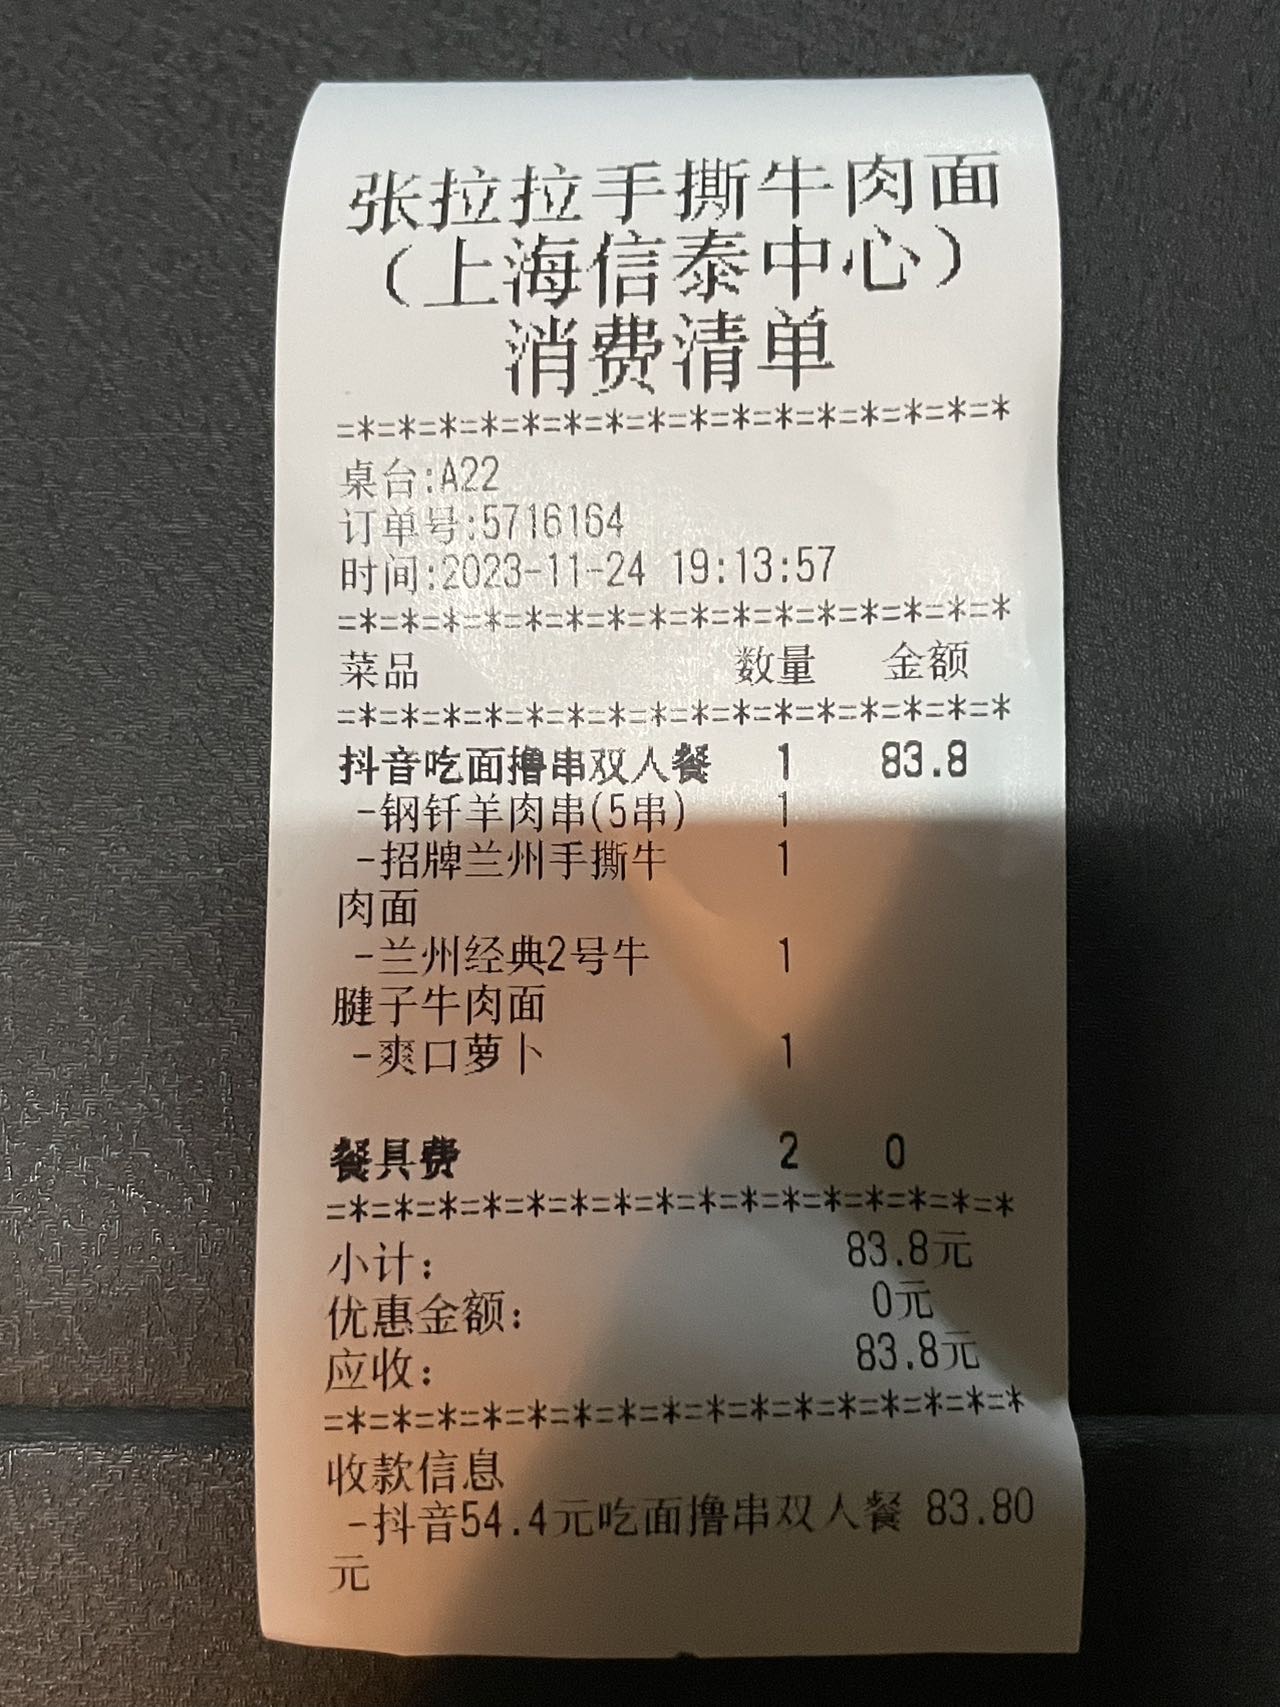 张拉拉手撕牛肉面
（上海信泰中心）
消费清单
=*=*=*=*=*=*=*=*=*=*=*=*=*=*=*=*
桌台:A22
订单号:5716164
时间:2023-11-24 19:13:57
=*=*=*=*=*=*=*=*=*=*=*=*=*=*=*=*
菜品 数量 金额
=*=*=*=*=*=*=*=*=*=*=*=*=*=*=*=*
抖音吃面撸串双人餐 1 83.8
-钢钎羊肉串(5串) 1
-招牌兰州手撕牛 1
肉面
-兰州经典2号牛 1
腱子牛肉面
-爽口萝卜 1
餐具费 2 0
=*=*=*=*=*=*=*=*=*=*=*=*=*=*=*=*
小计： 83.8元
优惠金额： 0元
应收： 83.8元
=*=*=*=*=*=*=*=*=*=*=*=*=*=*=*=*
收款信息
-抖音54.4元吃面撸串双人餐 83.80
元